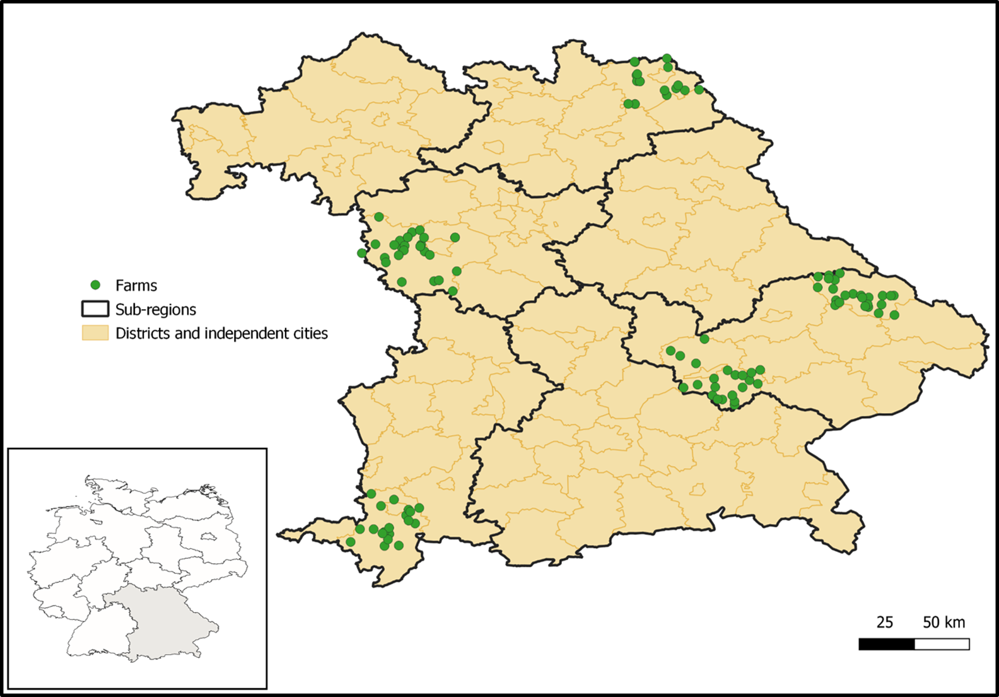 Farms
Sub-regions
Districts and independent cities
25 50 km